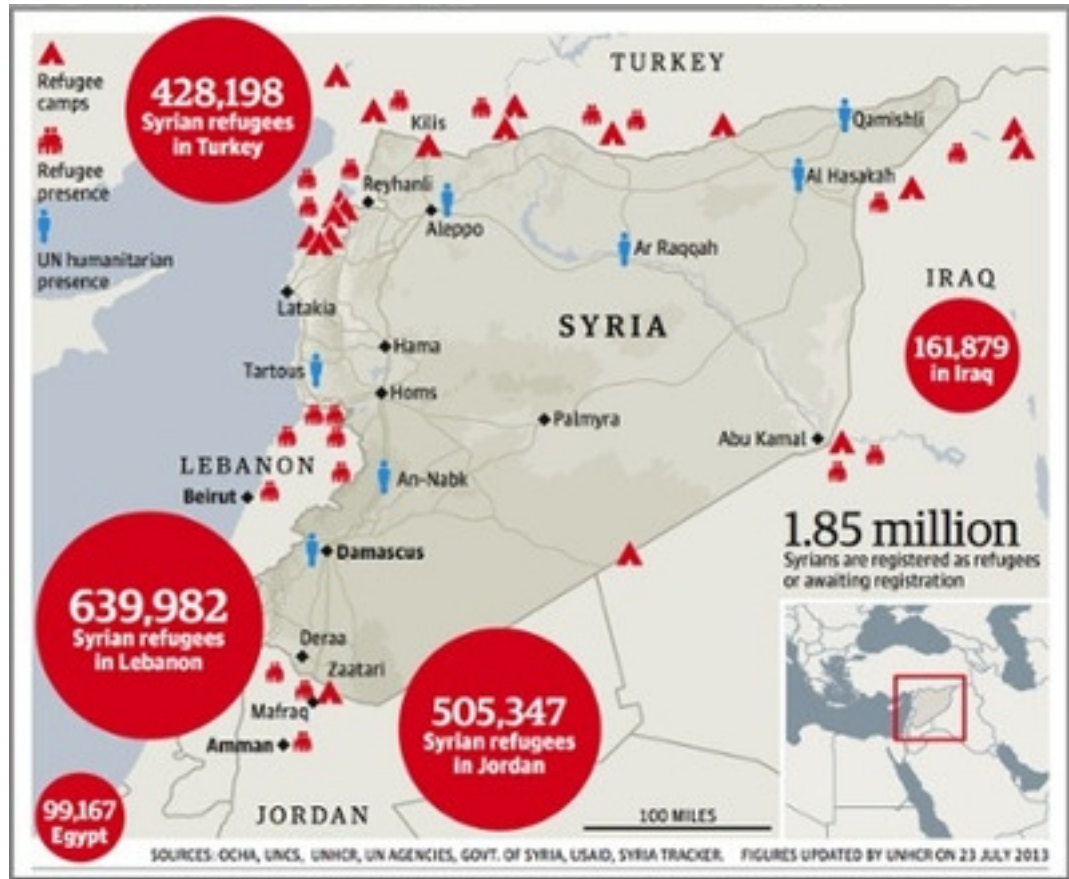 Refugee
camps
Refugee
presence
UN humanitarian
presence
428,198
Syrian refugees
in Turkey
TURKEY
Kilis
Qamishli
Reyhanli
Al Hasakah
Aleppo
Ar Raqqah
IRAQ
Latakia
SYRIA
161,879
in Iraq
Hama
Tartous
Homs
Palmyra
Abu Kamal
LEBANON
An-Nabk
Beirut
Damascus
1.85 million
Syrians are registered as refugees
or awaiting registration
639,982
Syrian refugees
in Lebanon
Deraa
Zaatari
Mafraq
Amman
505,347
Syrian refugees
in Jordan
99,167
Egypt
JORDAN
100 MILES
SOURCES: OCHA, UNCS, UNHCR, UN AGENCIES, GOVT. OF SYRIA, USAID, SYRIA TRACKER. FIGURES UPDATED BY UNHCR ON 23 JULY 2013